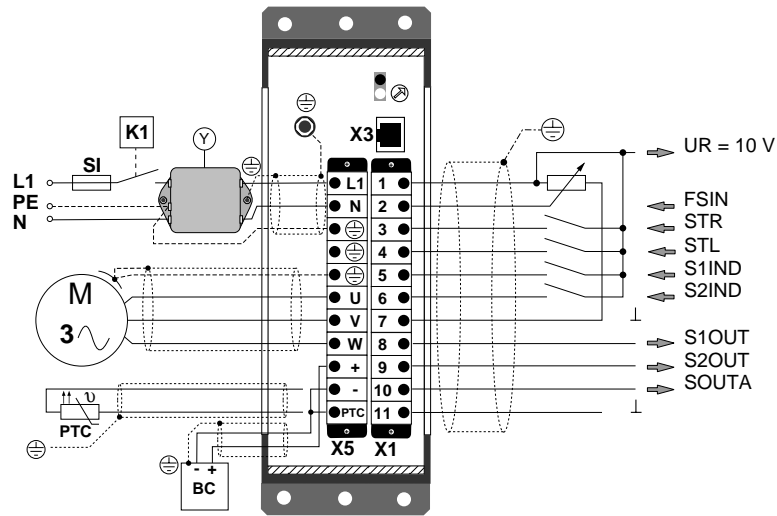 K1
Y
SI
L1
PE
N
M
3
PTC
υ
- +
BC
X3
L1 1
N 2
3
4
5
U 6
V 7
W 8
+ 9
- 10
PTC 11
X5 X1
UR = 10 V
FSIN
STR
STL
S1IND
S2IND
S1OUT
S2OUT
SOUTA